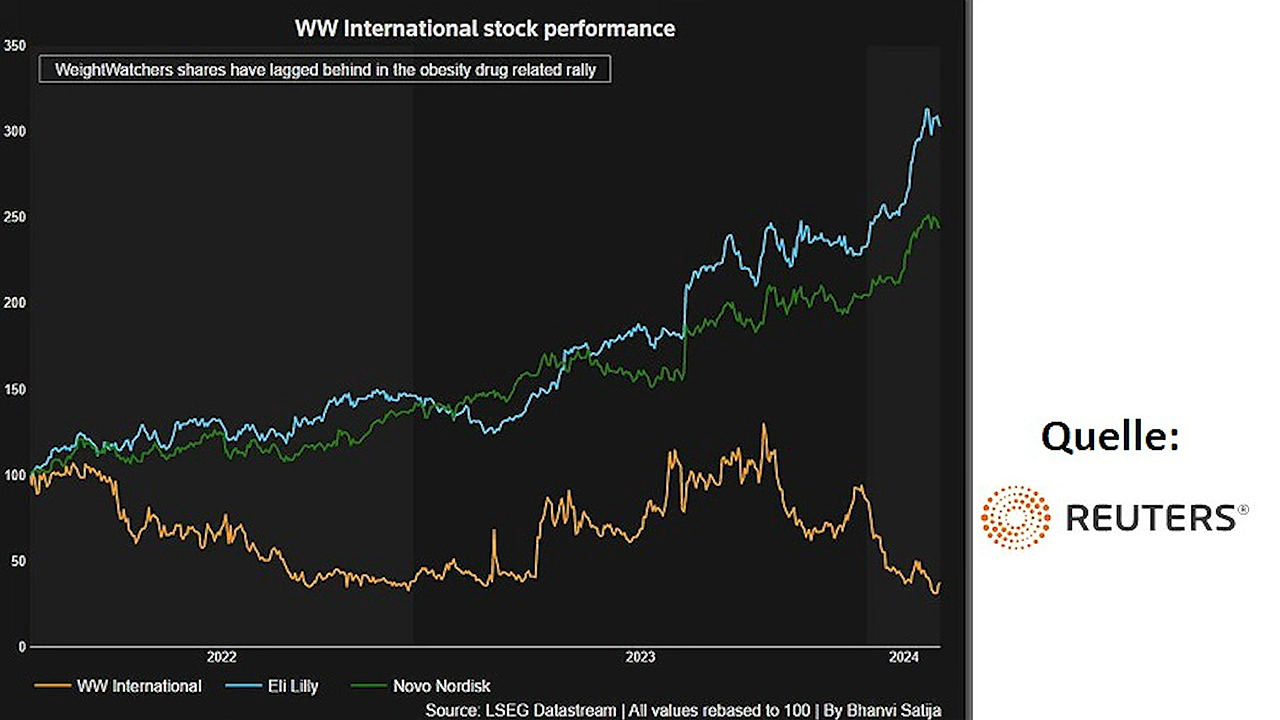 WW International stock performance
350
WeightWatchers shares have lagged behind in the obesity drug related rally
300
250
200
150
100
50
0
2022 2023 2024
WW International Eli Lilly Novo Nordisk
Source: LSEG Datastream | All values rebased to 100 | By Bhanvi Satija
Quelle:
REUTERS®